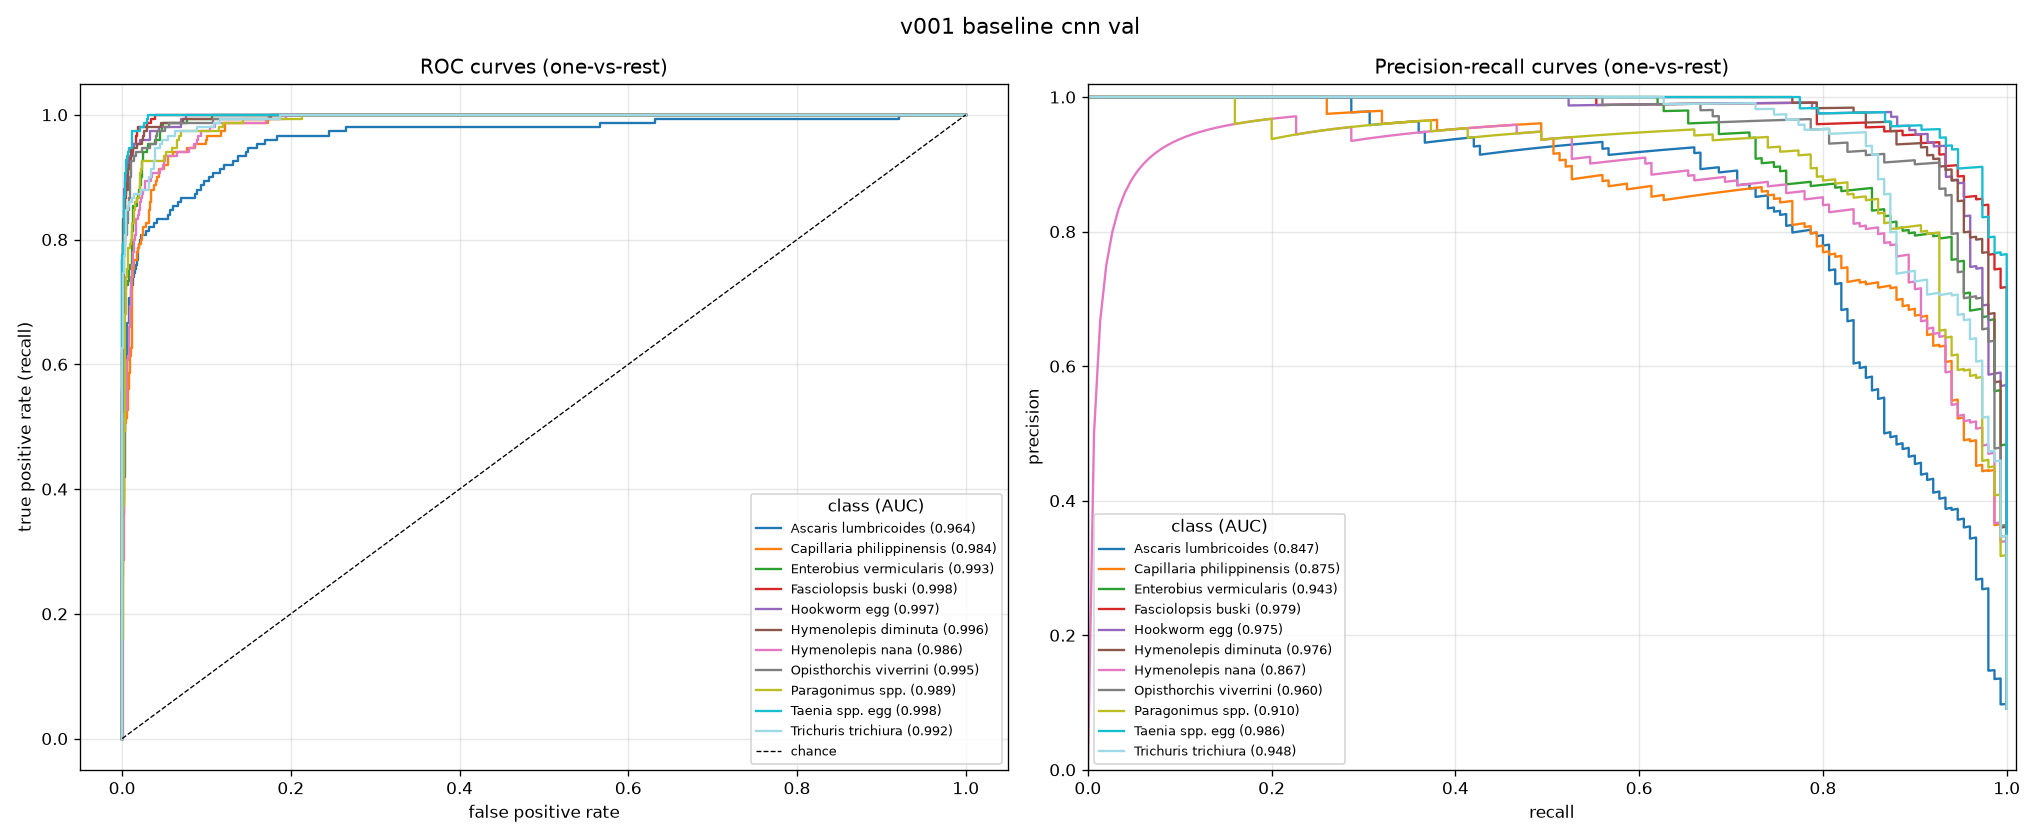 v001 baseline cnn val
ROC curves (one-vs-rest)
true positive rate (recall)
1.0
0.8
0.6
0.4
0.2
0.0
0.0 0.2 0.4 0.6 0.8 1.0
false positive rate
class (AUC)
Ascaris lumbricoides (0.964)
Capillaria philippinensis (0.984)
Enterobius vermicularis (0.993)
Fasciolopsis buski (0.998)
Hookworm egg (0.997)
Hymenolepis diminuta (0.996)
Hymenolepis nana (0.986)
Opisthorchis viverrini (0.995)
Paragonimus spp. (0.989)
Taenia spp. egg (0.998)
Trichuris trichiura (0.992)
chance
Precision-recall curves (one-vs-rest)
precision
1.0
0.8
0.6
0.4
0.2
0.0
0.0 0.2 0.4 0.6 0.8 1.0
recall
class (AUC)
Ascaris lumbricoides (0.847)
Capillaria philippinensis (0.875)
Enterobius vermicularis (0.943)
Fasciolopsis buski (0.979)
Hookworm egg (0.975)
Hymenolepis diminuta (0.976)
Hymenolepis nana (0.867)
Opisthorchis viverrini (0.960)
Paragonimus spp. (0.910)
Taenia spp. egg (0.986)
Trichuris trichiura (0.948)